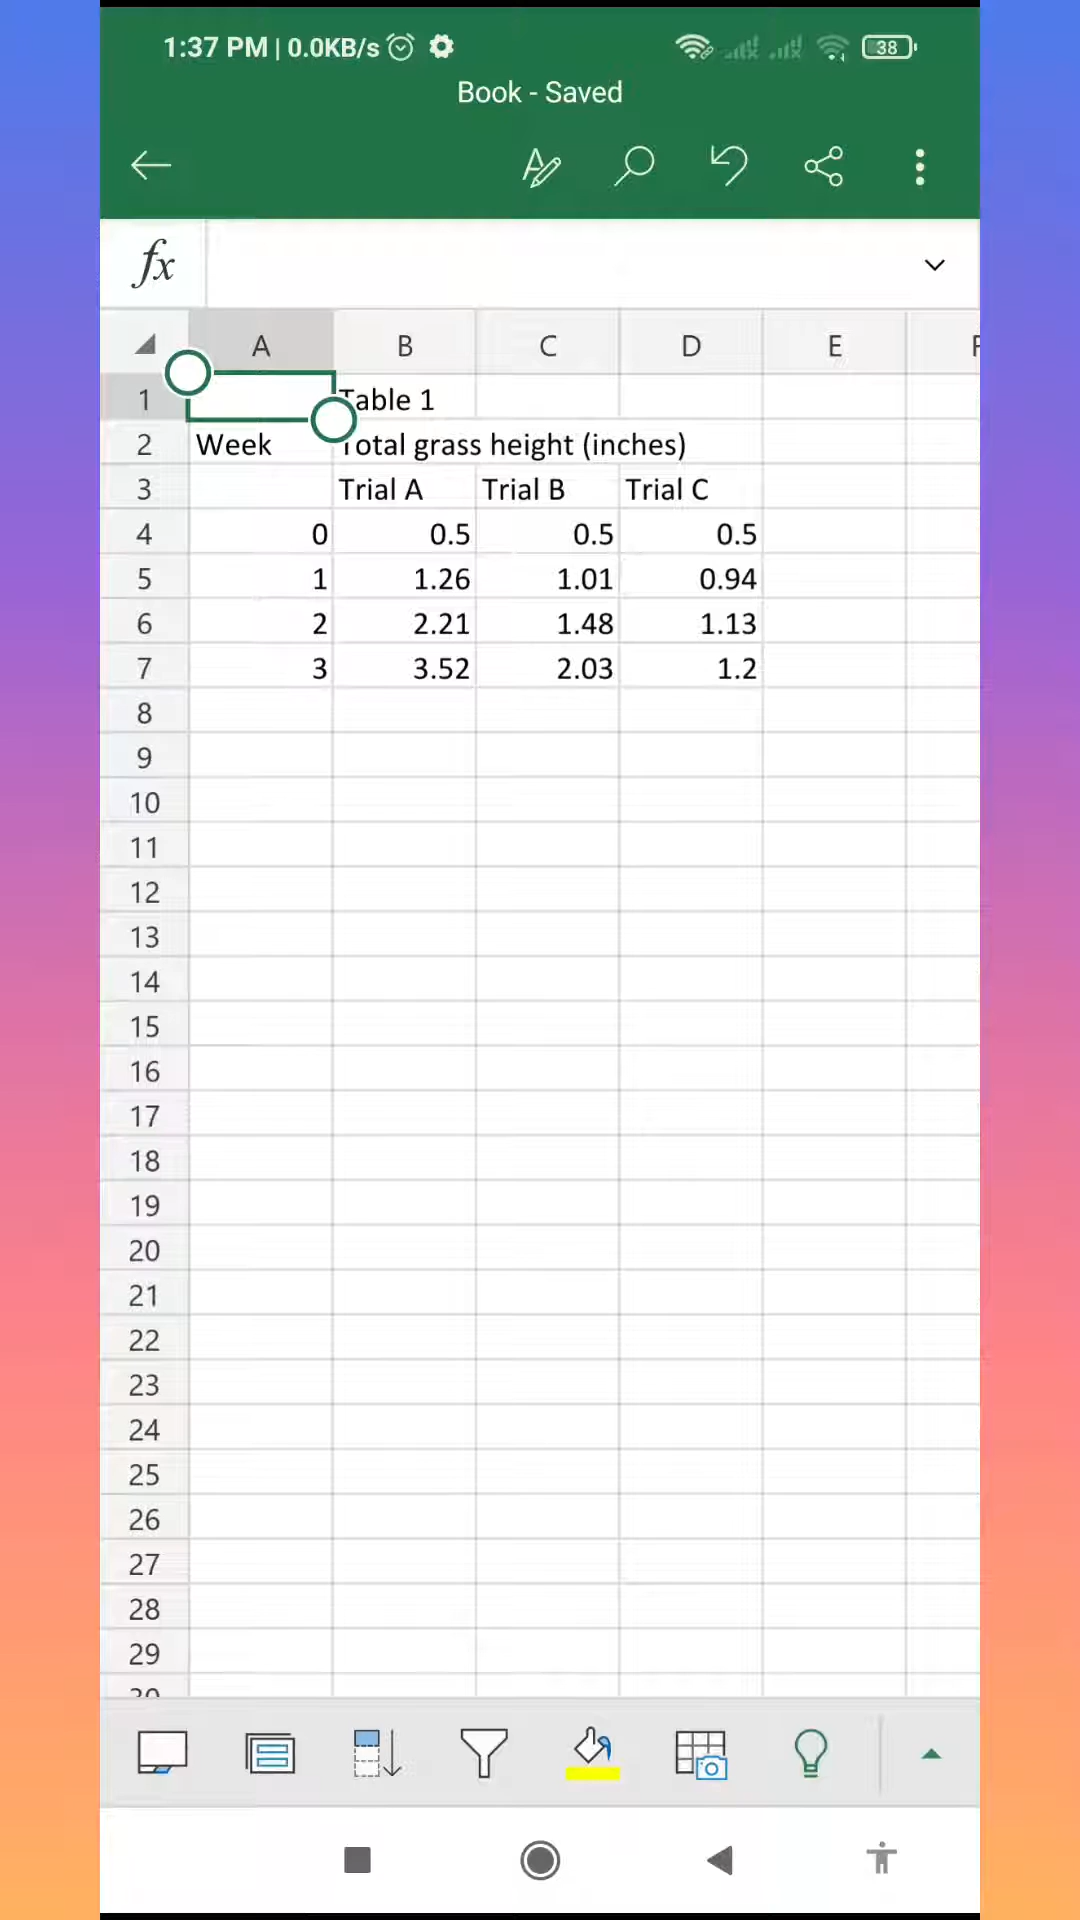 1:37 PM | 0.0KB/s 38
Book - Saved
fx
A B C D E F
1 Table 1
2 Week Total grass height (inches)
3 Trial A Trial B Trial C
4 0 0.5 0.5 0.5
5 1 1.26 1.01 0.94
6 2 2.21 1.48 1.13
7 3 3.52 2.03 1.2
8
9
10
11
12
13
14
15
16
17
18
19
20
21
22
23
24
25
26
27
28
29
30